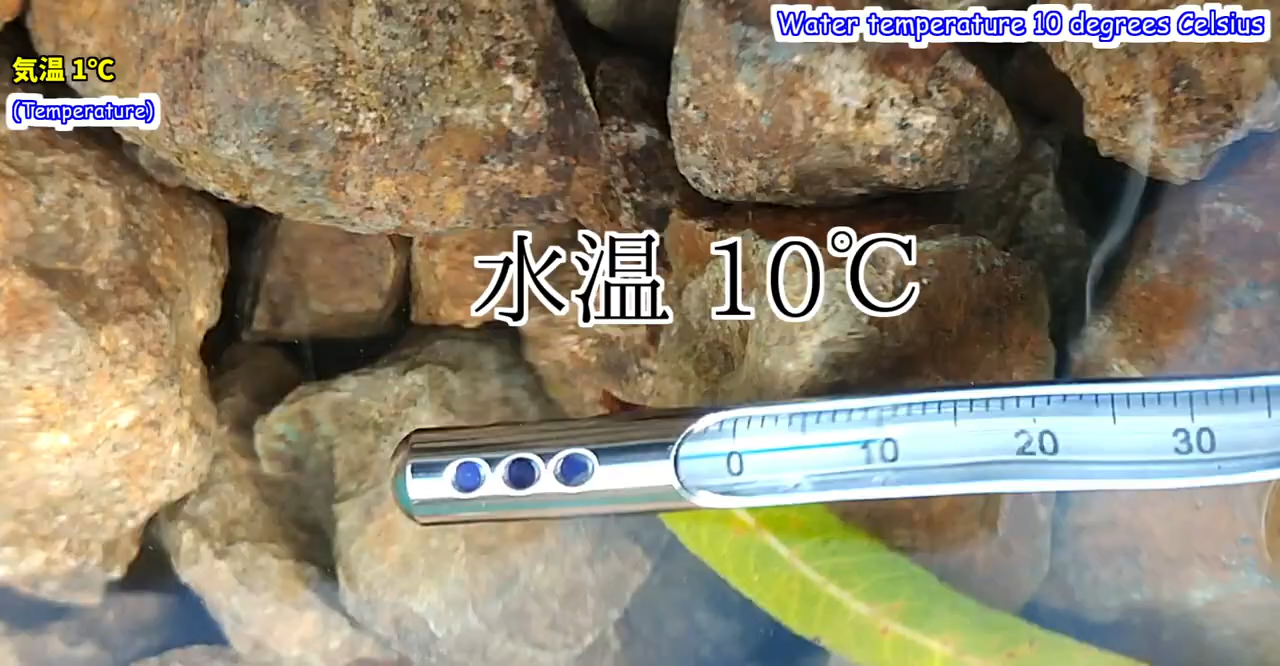 Water temperature 10 degrees Celsius
気温 1℃
(Temperature)
水温 10℃
0 10 20 30